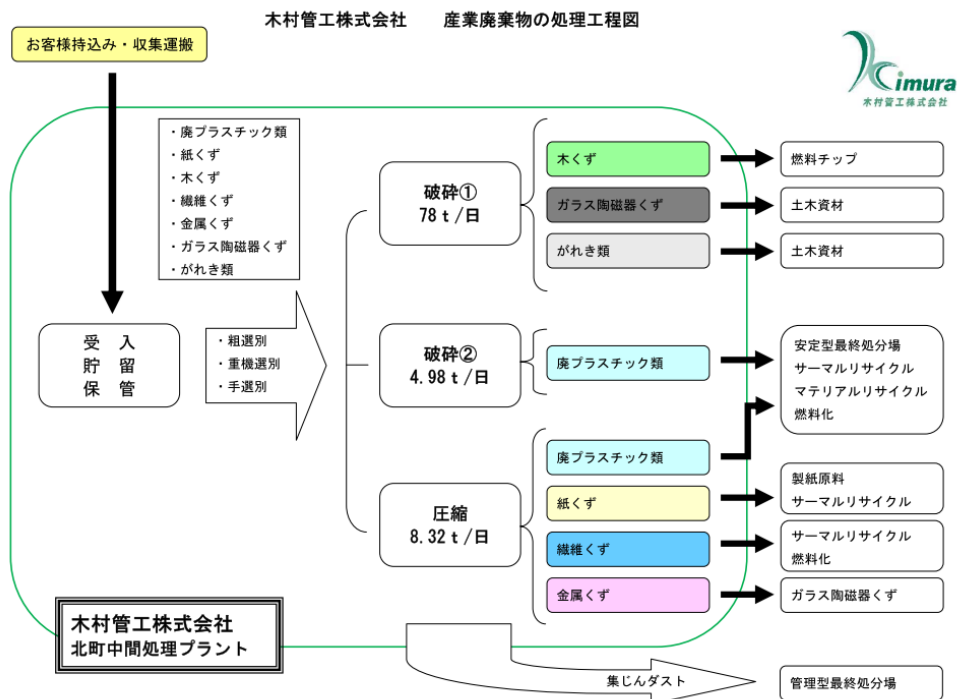 木村管工株式会社　　産業廃棄物の処理工程図
お客様持込み・収集運搬
Kimura
木村管工株式会社
・廃プラスチック類
・紙くず
・木くず
・繊維くず
・金属くず
・ガラス陶磁器くず
・がれき類
受　入
貯　留
保　管
・粗選別
・重機選別
・手選別
破砕①
78ｔ/日
木くず
燃料チップ
ガラス陶磁器くず
土木資材
がれき類
土木資材
破砕②
4.98ｔ/日
廃プラスチック類
安定型最終処分場
サーマルリサイクル
マテリアルリサイクル
燃料化
圧縮
8.32ｔ/日
廃プラスチック類
紙くず
製紙原料
サーマルリサイクル
繊維くず
サーマルリサイクル
燃料化
金属くず
ガラス陶磁器くず
木村管工株式会社
北町中間処理プラント
集じんダスト
管理型最終処分場